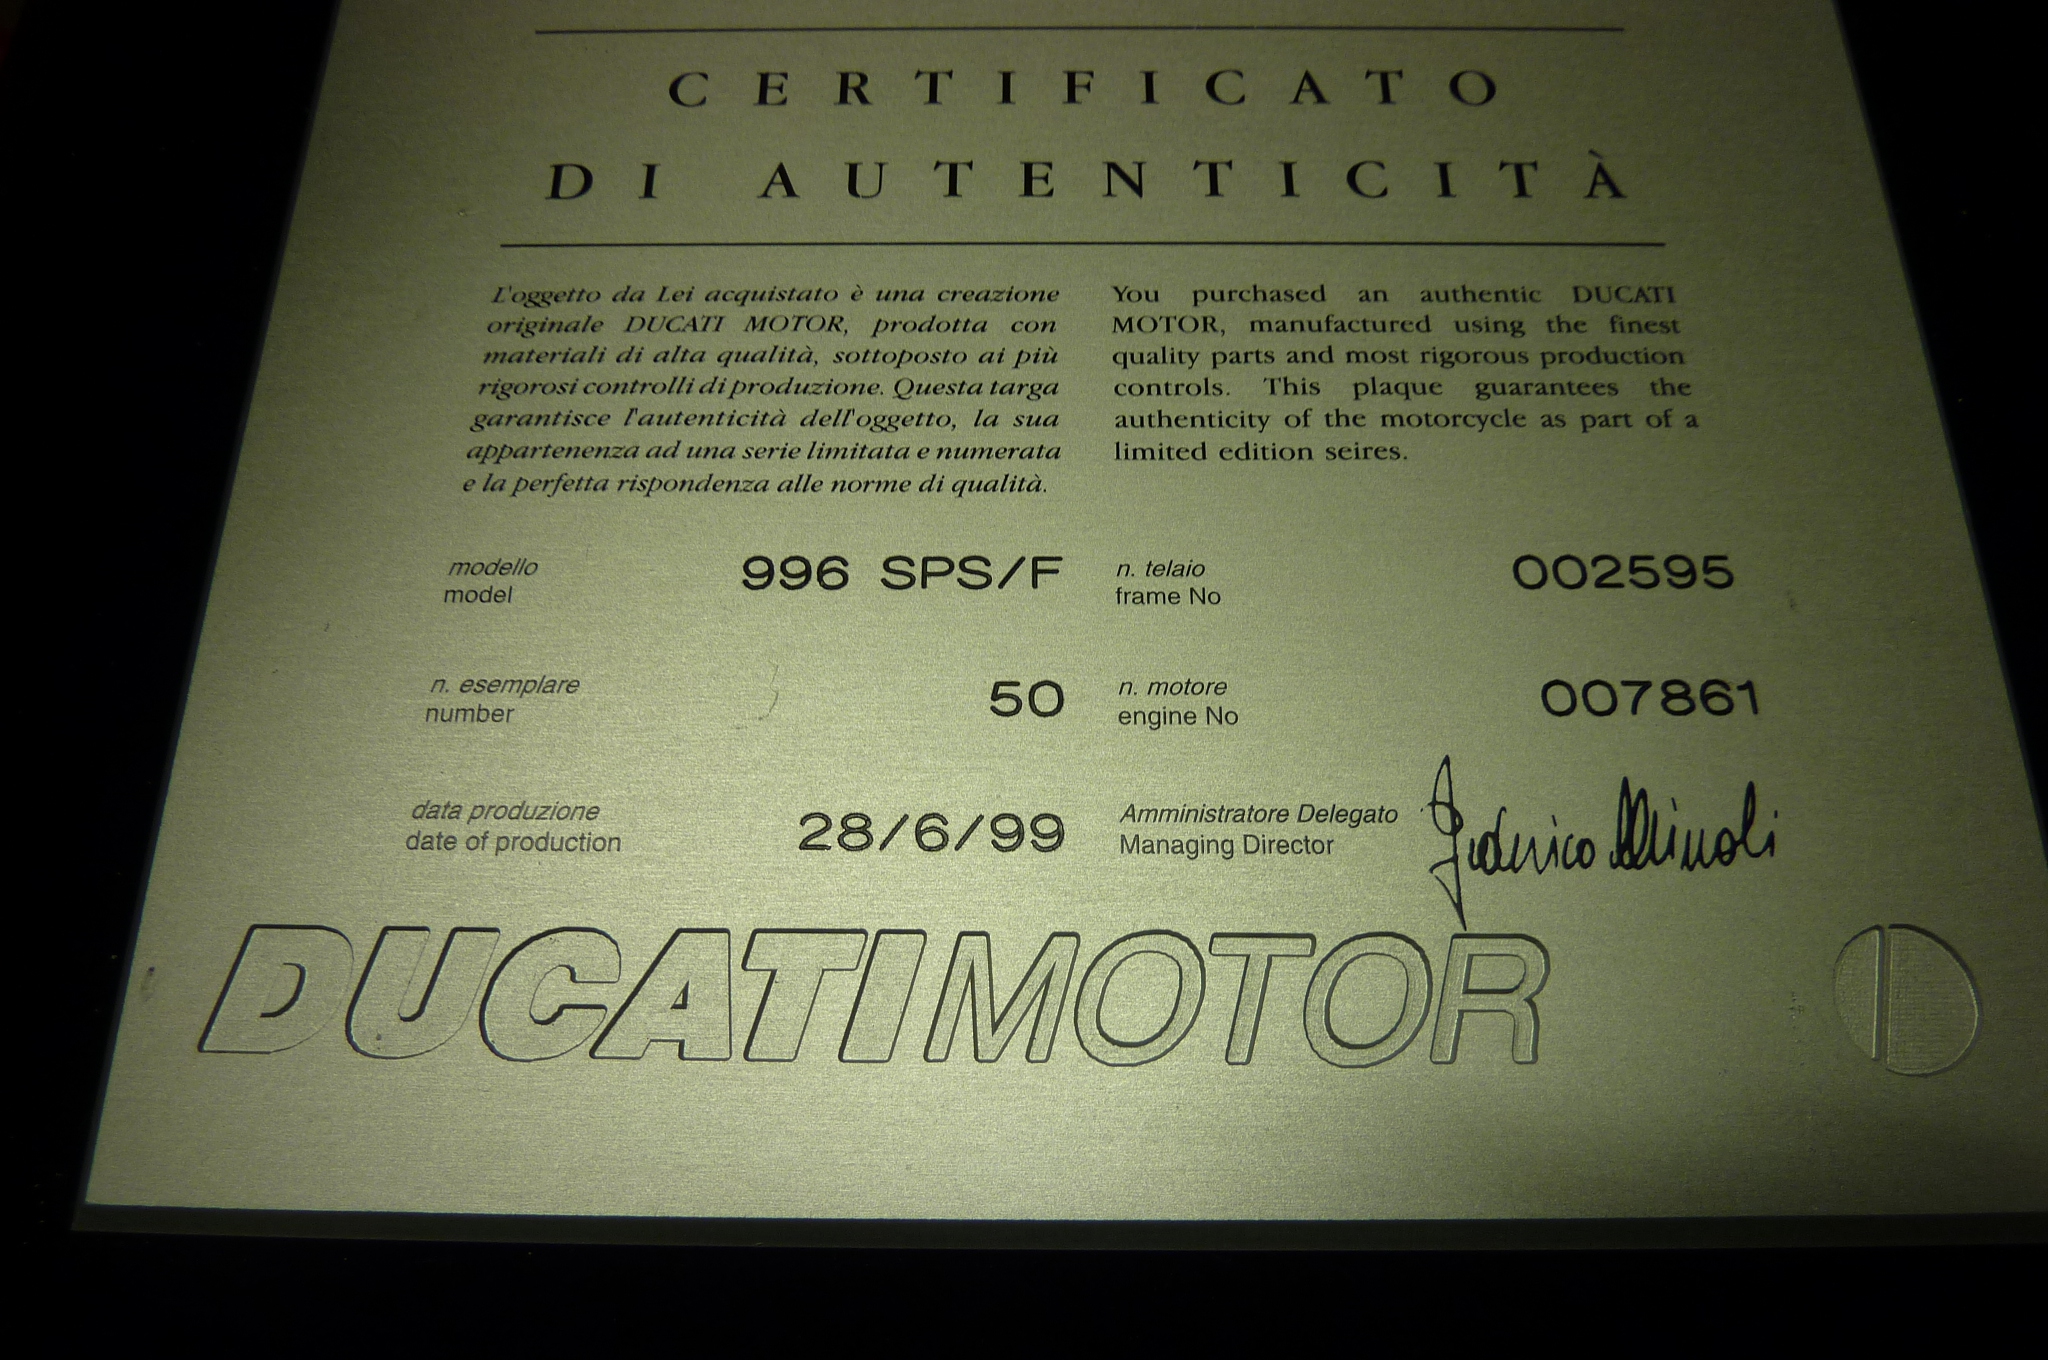 CERTIFICATO
DI AUTENTICITÀ
L'oggetto da Lei acquistato è una creazione
originale DUCATI MOTOR, prodotta con
materiali di alta qualità, sottoposto ai più
rigorosi controlli di produzione. Questa targa
garantisce l'autenticità dell'oggetto, la sua
appartenenza ad una serie limitata e numerata
e la perfetta rispondenza alle norme di qualità.
You purchased an authentic DUCATI
MOTOR, manufactured using the finest
quality parts and most rigorous production
controls. This plaque guarantees the
authenticity of the motorcycle as part of a
limited edition seires.
modello
model
996 SPS/F
n. telaio
frame No
002595
n. esemplare
number
50
n. motore
engine No
007861
data produzione
date of production
28/6/99
Amministratore Delegato
Managing Director
Federico Minoli
DUCATIMOTOR